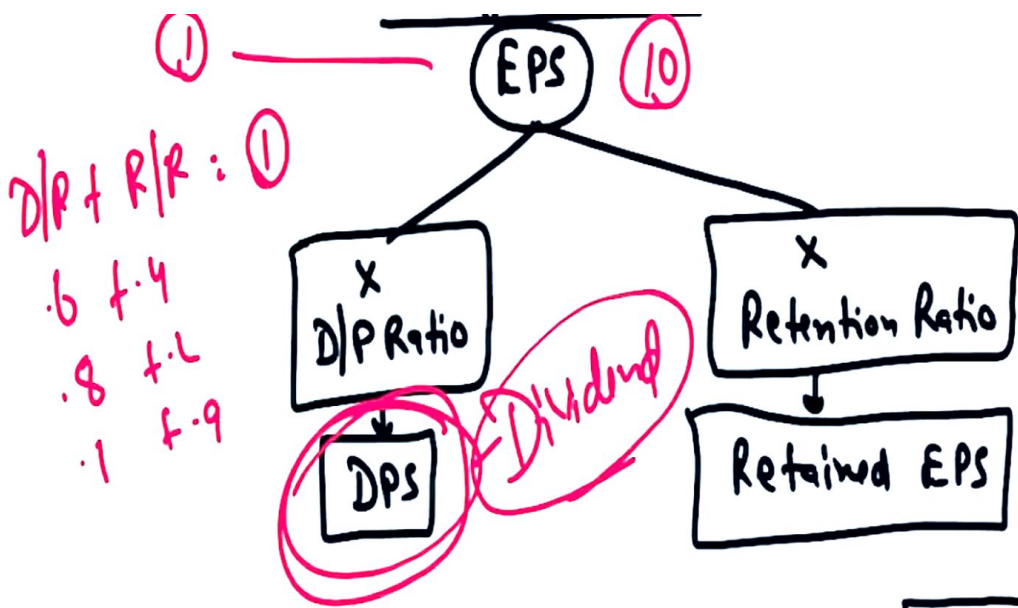 1
EPS 10
D/P + R/R : 1
.6 + .4
.8 + .2
.1 + .9
X
D/P Ratio
DPS
Dividend
X
Retention Ratio
Retained EPS